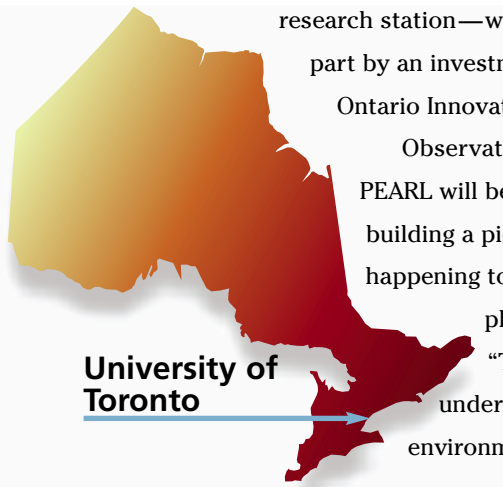 research station—w
part by an investm
Ontario Innovat
Observat
PEARL will be
building a pi
happening to
pl
“T
under
environm
University of
Toronto